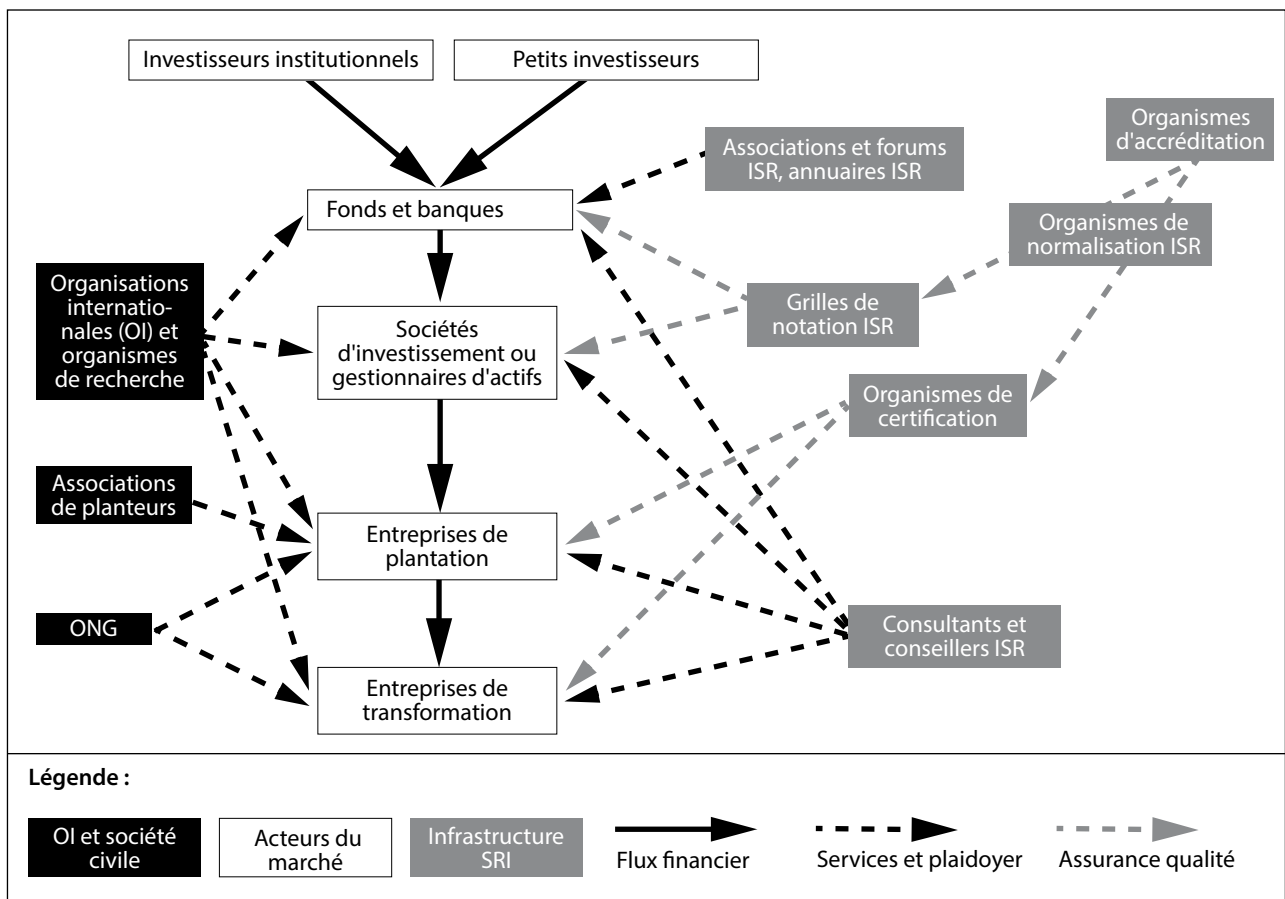 Investisseurs institutionnels
Petits investisseurs
Organismes
d'accréditation
Associations et forums
ISR, annuaires ISR
Fonds et banques
Organismes de
normalisation ISR
Organisations
internatio-
nales (OI) et
organismes
de recherche
Grilles de
notation ISR
Sociétés
d'investissement ou
gestionnaires d'actifs
Organismes de
certification
Associations
de planteurs
Entreprises de
plantation
ONG
Consultants et
conseillers ISR
Entreprises de
transformation
Légende :
OI et société
civile
Acteurs du
marché
Infrastructure
SRI
Flux financier
Services et plaidoyer
Assurance qualité